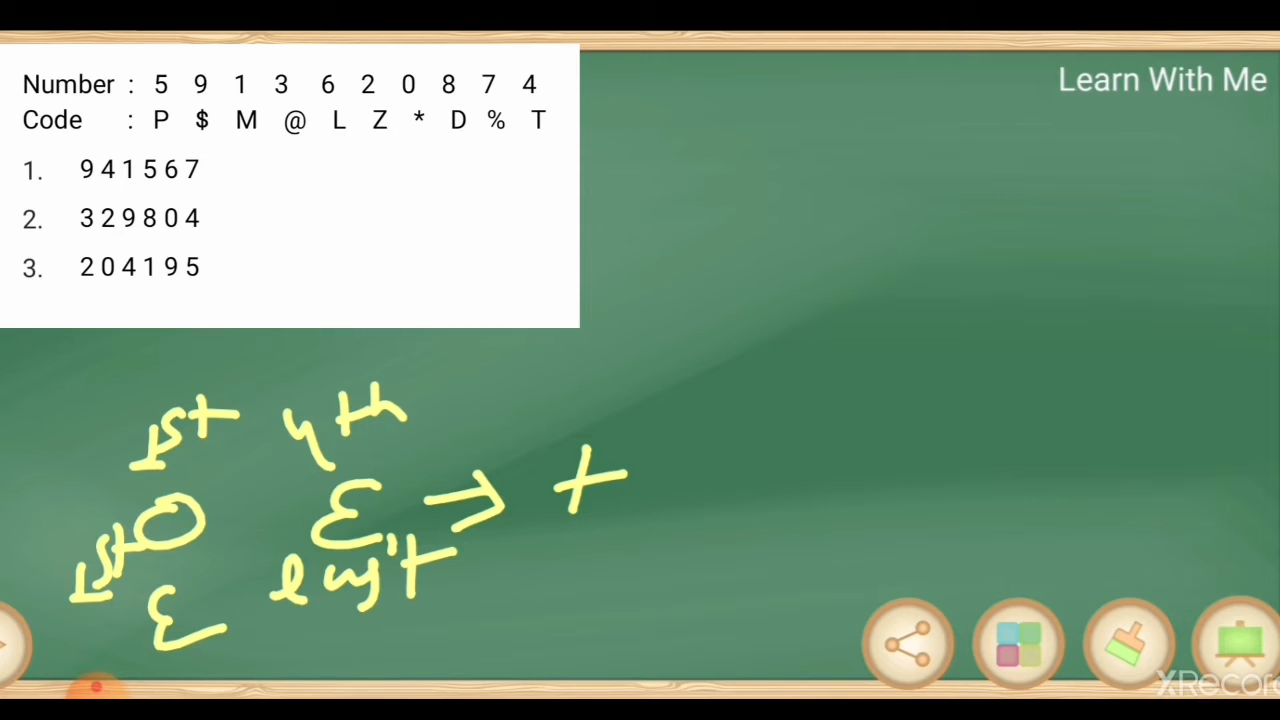 Learn With Me
Number : 5 9 1 3 6 2 0 8 7 4
Code : P $ M @ L Z * D % T
1. 9 4 1 5 6 7
2. 3 2 9 8 0 4
3. 2 0 4 1 9 5
1st 4th
O E ⇒ +
1st last
E